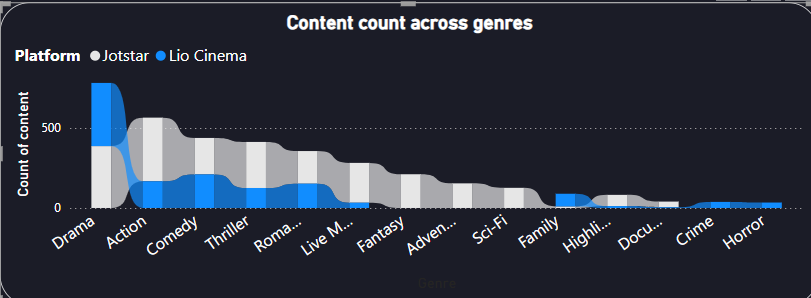 Content count across genres
Platform Jotstar Lio Cinema
Count of content
500
0
Drama
Action
Comedy
Thriller
Roma...
Live M...
Fantasy
Adven...
Sci-Fi
Family
Highli...
Docu...
Crime
Horror
Genre